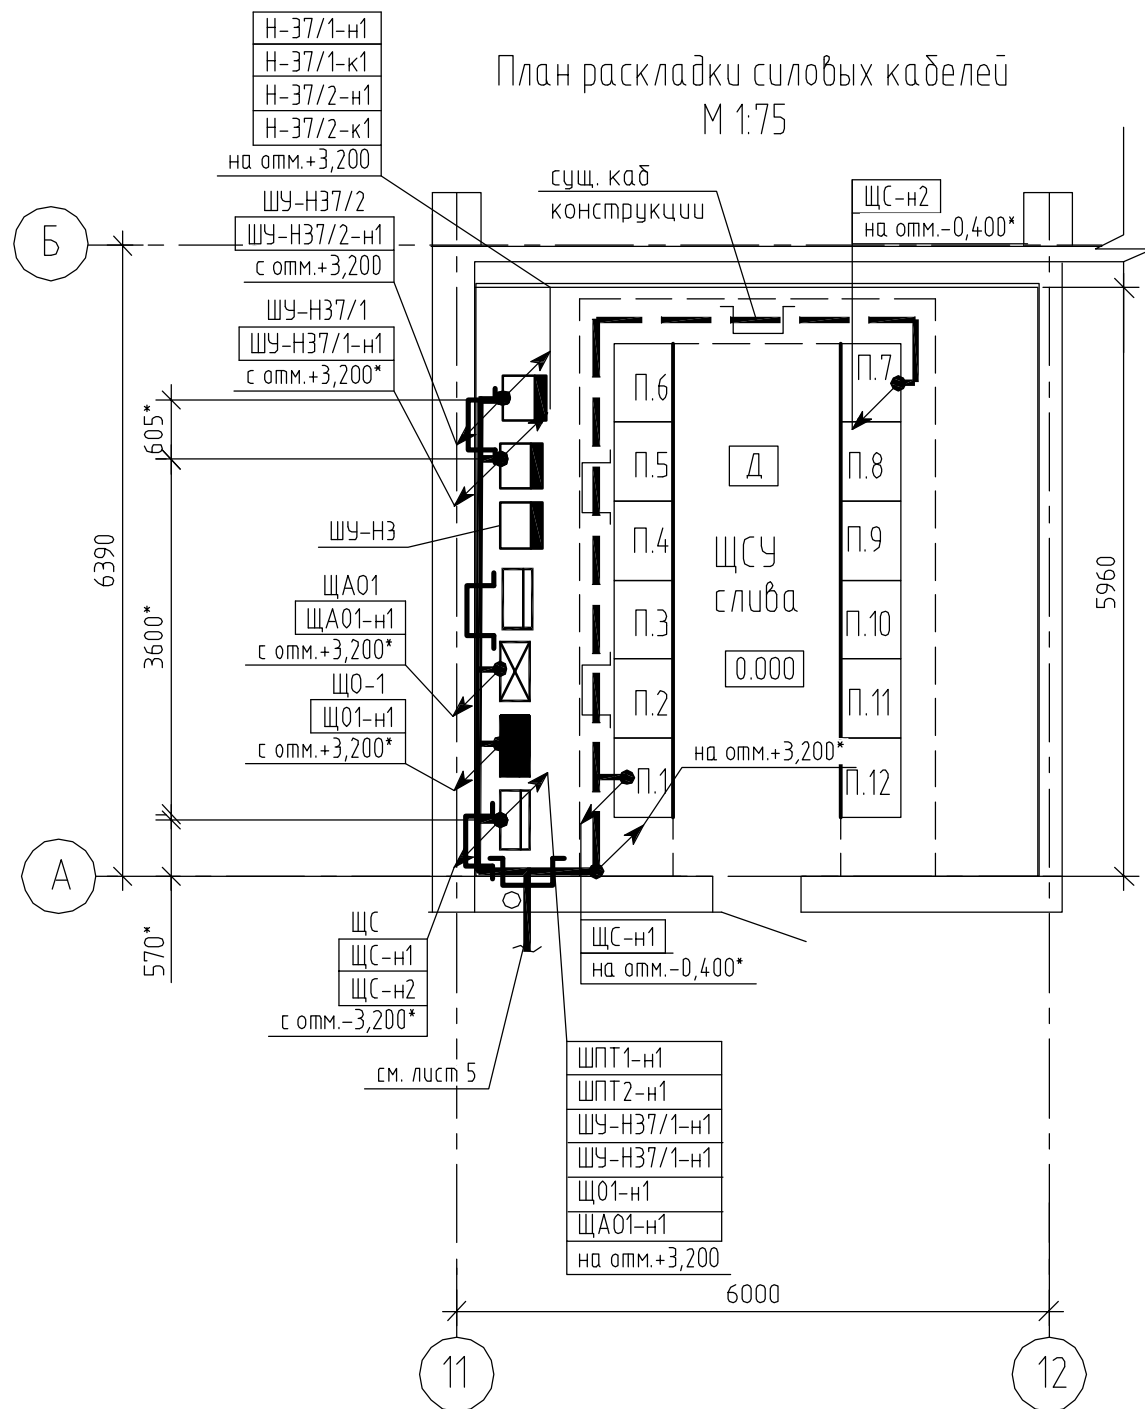 Н-37/1-н1
Н-37/1-к1
Н-37/2-н1
Н-37/2-к1
на отм.+3,200
План раскладки силовых кабелей
М 1:75
сущ. каб
конструкции
ЩС-н2
на отм.-0,400*
ШУ-Н37/2
ШУ-Н37/2-н1
с отм.+3,200
ШУ-Н37/1
ШУ-Н37/1-н1
с отм.+3,200*
Б
605*
6390
3600*
ШУ-Н3
ЩА01
ЩА01-н1
с отм.+3,200*
ЩО-1
ЩО1-н1
с отм.+3,200*
А
570*
П.6
П.5
П.4
П.3
П.2
П.1
Д
ЩСУ
слива
0.000
на отм.+3,200*
П.7
П.8
П.9
П.10
П.11
П.12
5960
ЩС
ЩС-н1
ЩС-н2
с отм.-3,200*
ЩС-н1
на отм.-0,400*
см. лист 5
ШПТ1-н1
ШПТ2-н1
ШУ-Н37/1-н1
ШУ-Н37/1-н1
ЩО1-н1
ЩАО1-н1
на отм.+3,200
6000
11
12